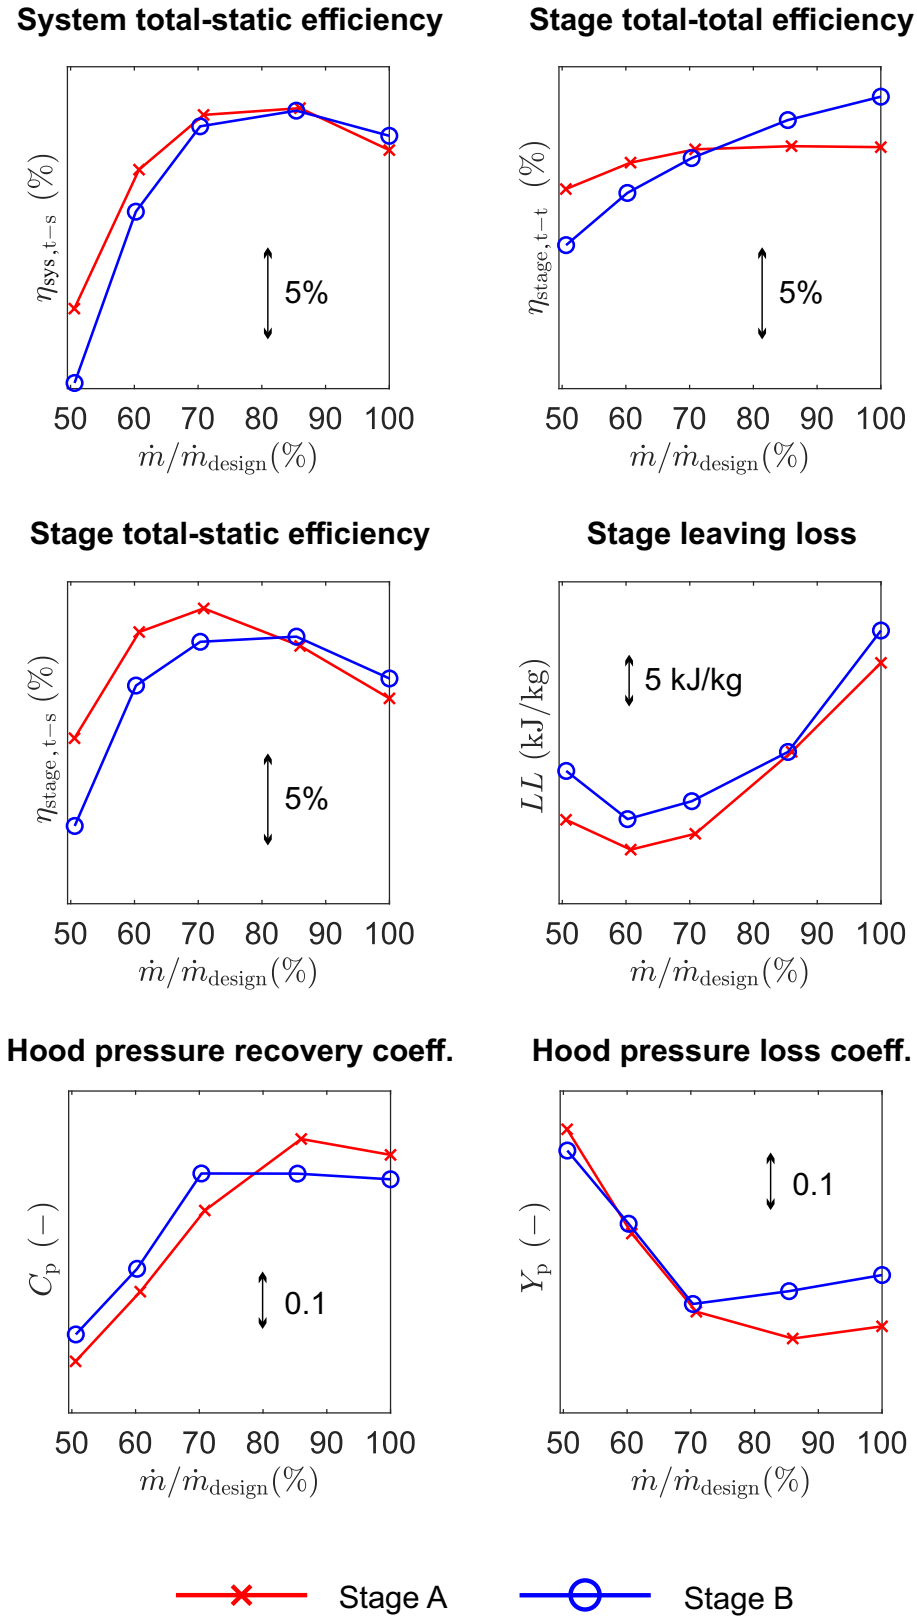 System total-static efficiency
Stage total-total efficiency
η_sys,t−s (%)
5%
50 60 70 80 90 100
ṁ/ṁ_design(%)
η_stage,t−t (%)
5%
50 60 70 80 90 100
ṁ/ṁ_design(%)
Stage total-static efficiency
Stage leaving loss
η_stage,t−s (%)
5%
50 60 70 80 90 100
ṁ/ṁ_design(%)
LL (kJ/kg)
5 kJ/kg
50 60 70 80 90 100
ṁ/ṁ_design(%)
Hood pressure recovery coeff.
Hood pressure loss coeff.
C_p (−)
0.1
50 60 70 80 90 100
ṁ/ṁ_design(%)
Y_p (−)
0.1
50 60 70 80 90 100
ṁ/ṁ_design(%)
Stage A
Stage B